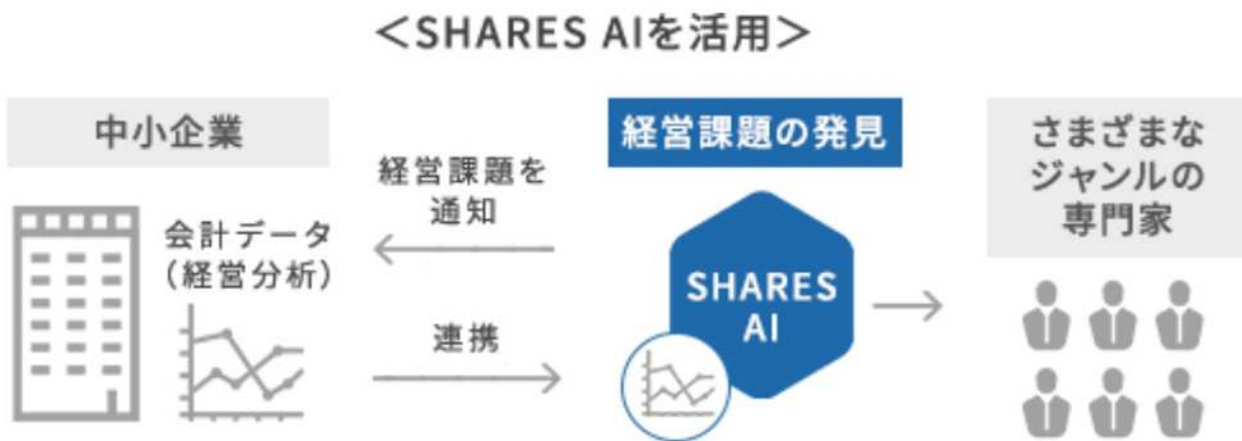 ＜SHARES AIを活用＞
中小企業
会計データ
（経営分析）
経営課題を
通知
連携
経営課題の発見
SHARES
AI
さまざまな
ジャンルの
専門家